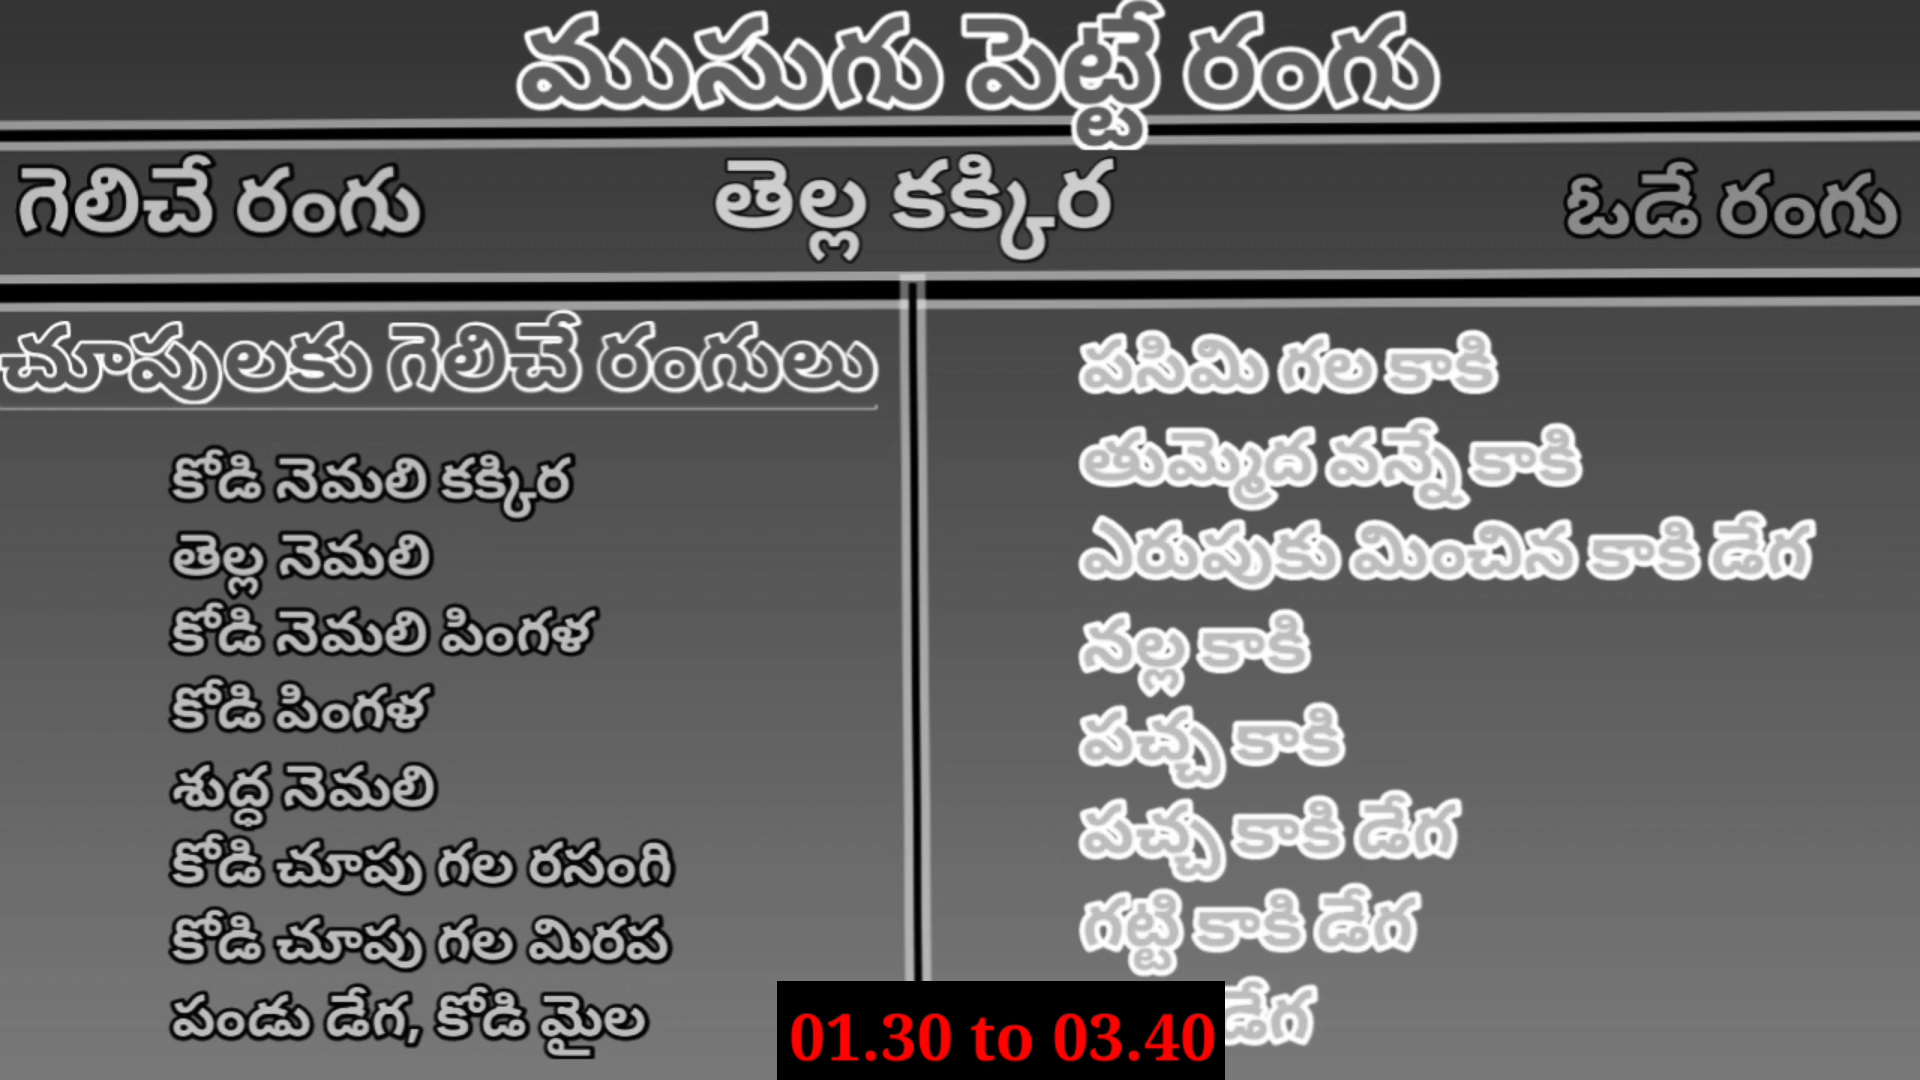 ముసుగు పెట్టే రంగు
గెలిచే రంగు తెల్ల కక్కిర ఓడే రంగు
చూపులకు గెలిచే రంగులు
కోడి నెమలి కక్కిర
తెల్ల నెమలి
కోడి నెమలి పింగళ
కోడి పింగళ
శుద్ధ నెమలి
కోడి చూపు గల రసంగి
కోడి చూపు గల మిరప
పండు డేగ, కోడి మైల
పసిమి గల కాకి
తుమ్మెద వన్నే కాకి
ఎరుపుకు మించిన కాకి డేగ
నల్ల కాకి
పచ్చ కాకి
పచ్చ కాకి డేగ
గట్టి కాకి డేగ
డేగ
01.30 to 03.40